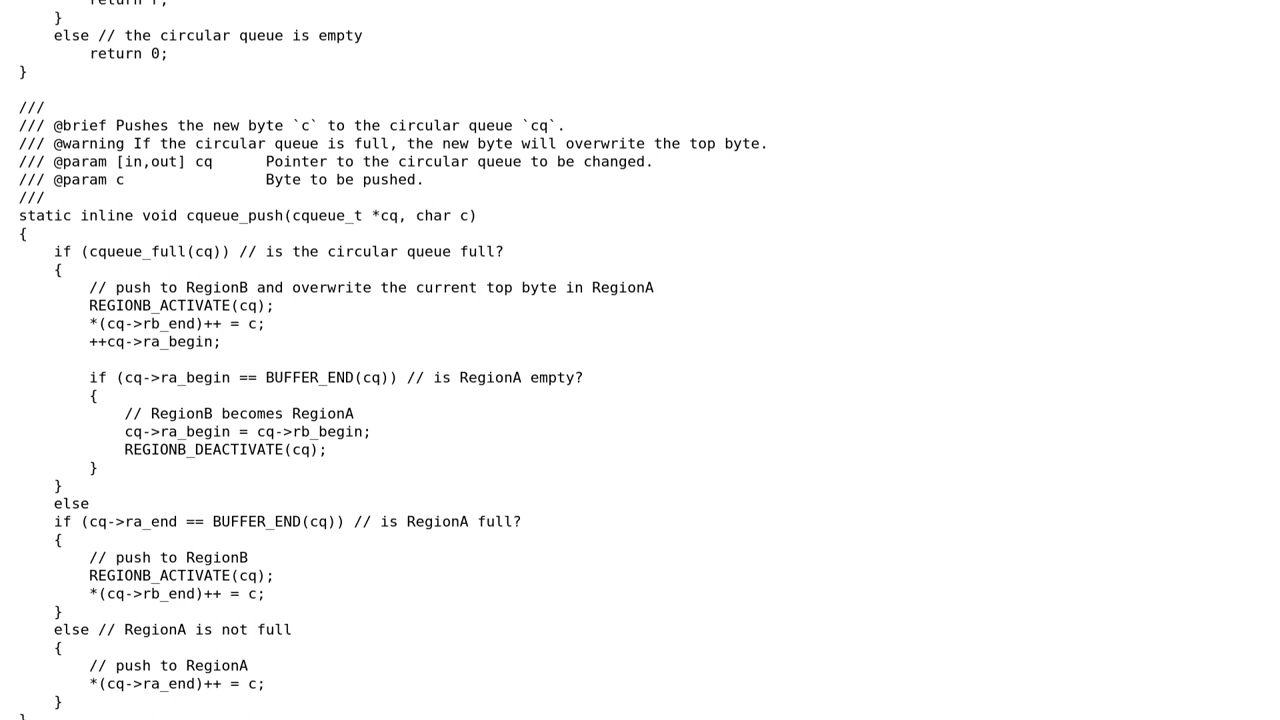 }
    else // the circular queue is empty
        return 0;
}

///
/// @brief Pushes the new byte `c` to the circular queue `cq`.
/// @warning If the circular queue is full, the new byte will overwrite the top byte.
/// @param [in,out] cq      Pointer to the circular queue to be changed.
/// @param c                Byte to be pushed.
///
static inline void cqueue_push(cqueue_t *cq, char c)
{
    if (cqueue_full(cq)) // is the circular queue full?
    {
        // push to RegionB and overwrite the current top byte in RegionA
        REGIONB_ACTIVATE(cq);
        *(cq->rb_end)++ = c;
        ++cq->ra_begin;

        if (cq->ra_begin == BUFFER_END(cq)) // is RegionA empty?
        {
            // RegionB becomes RegionA
            cq->ra_begin = cq->rb_begin;
            REGIONB_DEACTIVATE(cq);
        }
    }
    else
    if (cq->ra_end == BUFFER_END(cq)) // is RegionA full?
    {
        // push to RegionB
        REGIONB_ACTIVATE(cq);
        *(cq->rb_end)++ = c;
    }
    else // RegionA is not full
    {
        // push to RegionA
        *(cq->ra_end)++ = c;
    }
}